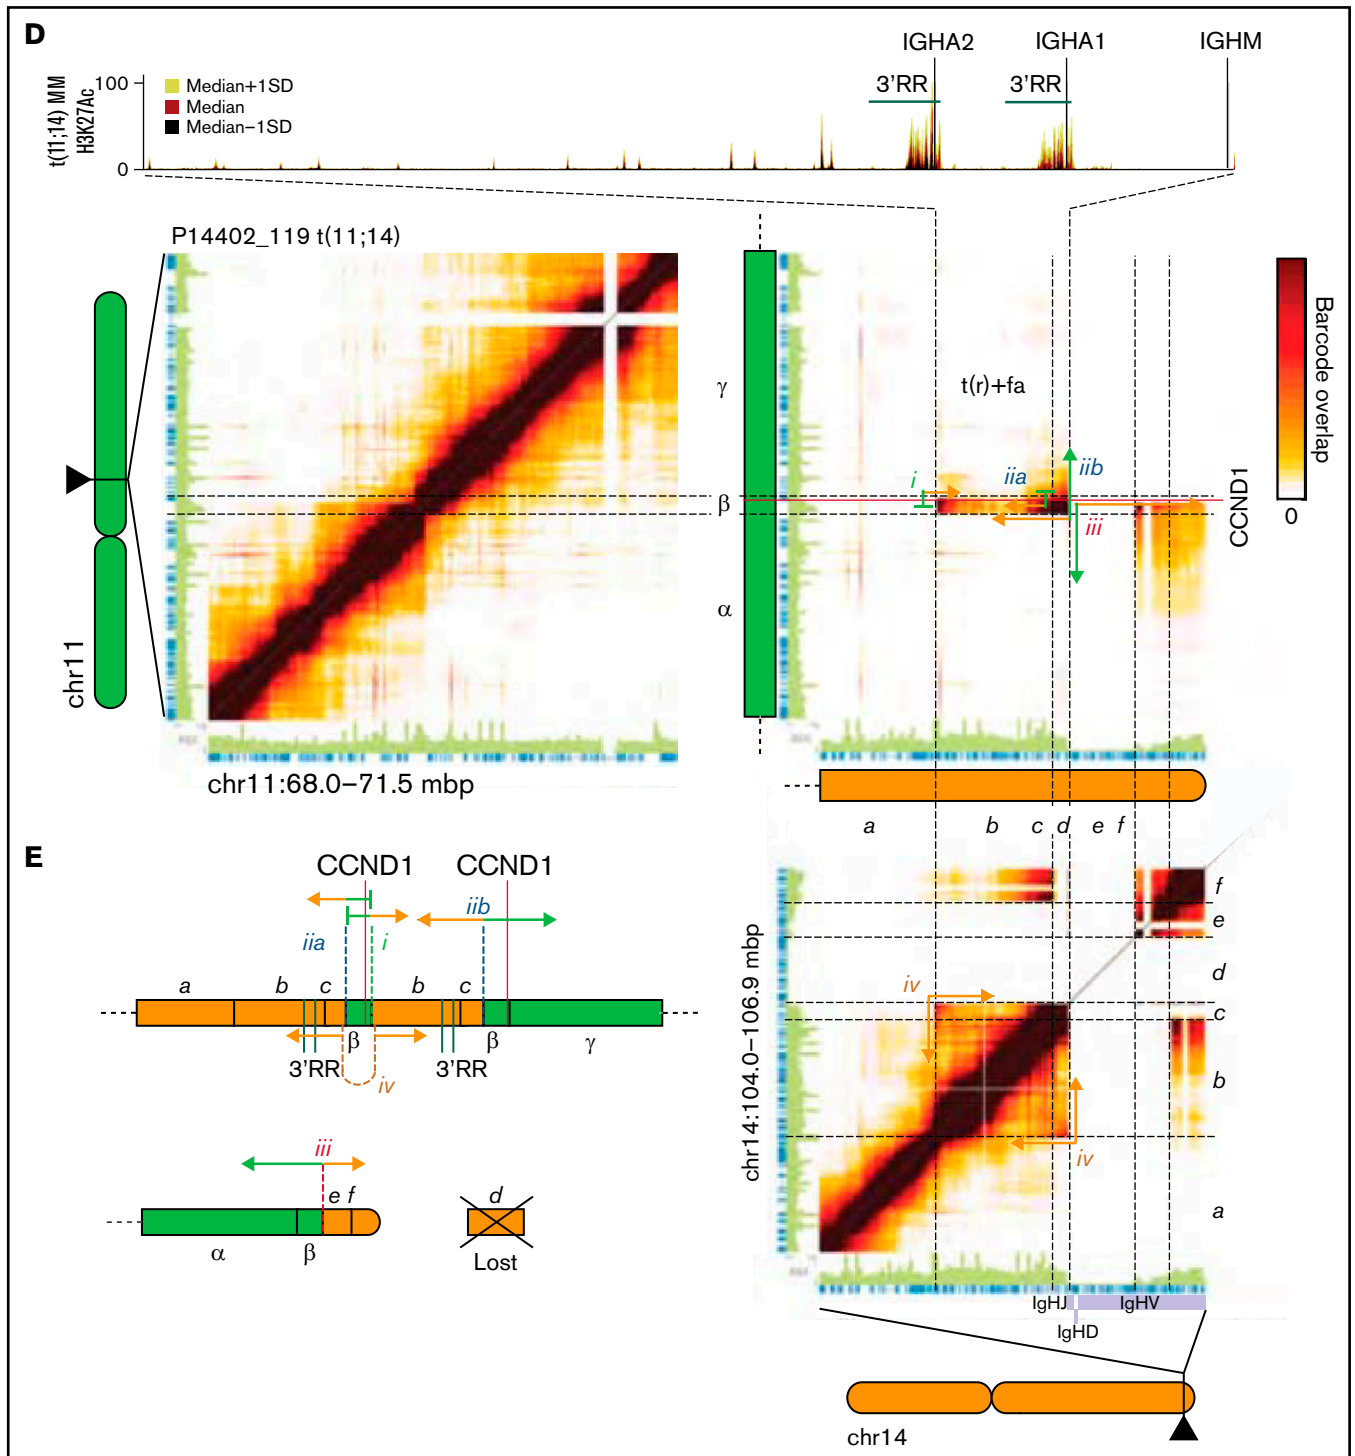 D
IGHA2 IGHA1 IGHM
3'RR 3'RR
t(11;14) MM
H3K27Ac
100
0
Median+1SD
Median
Median−1SD
P14402_119 t(11;14)
chr11
chr11:68.0−71.5 mbp
γ
β
α
t(r)+fa
i
iia
iib
iii
CCND1
Barcode overlap
0
a b c d e f
E
CCND1 CCND1
iib
iia i
a b c b c
β β γ
3'RR 3'RR
iv
iii
e f
α β
d
Lost
chr14:104.0−106.9 mbp
f
e
d
c
b
a
iv
iv
IgHJ IgHV
IgHD
chr14